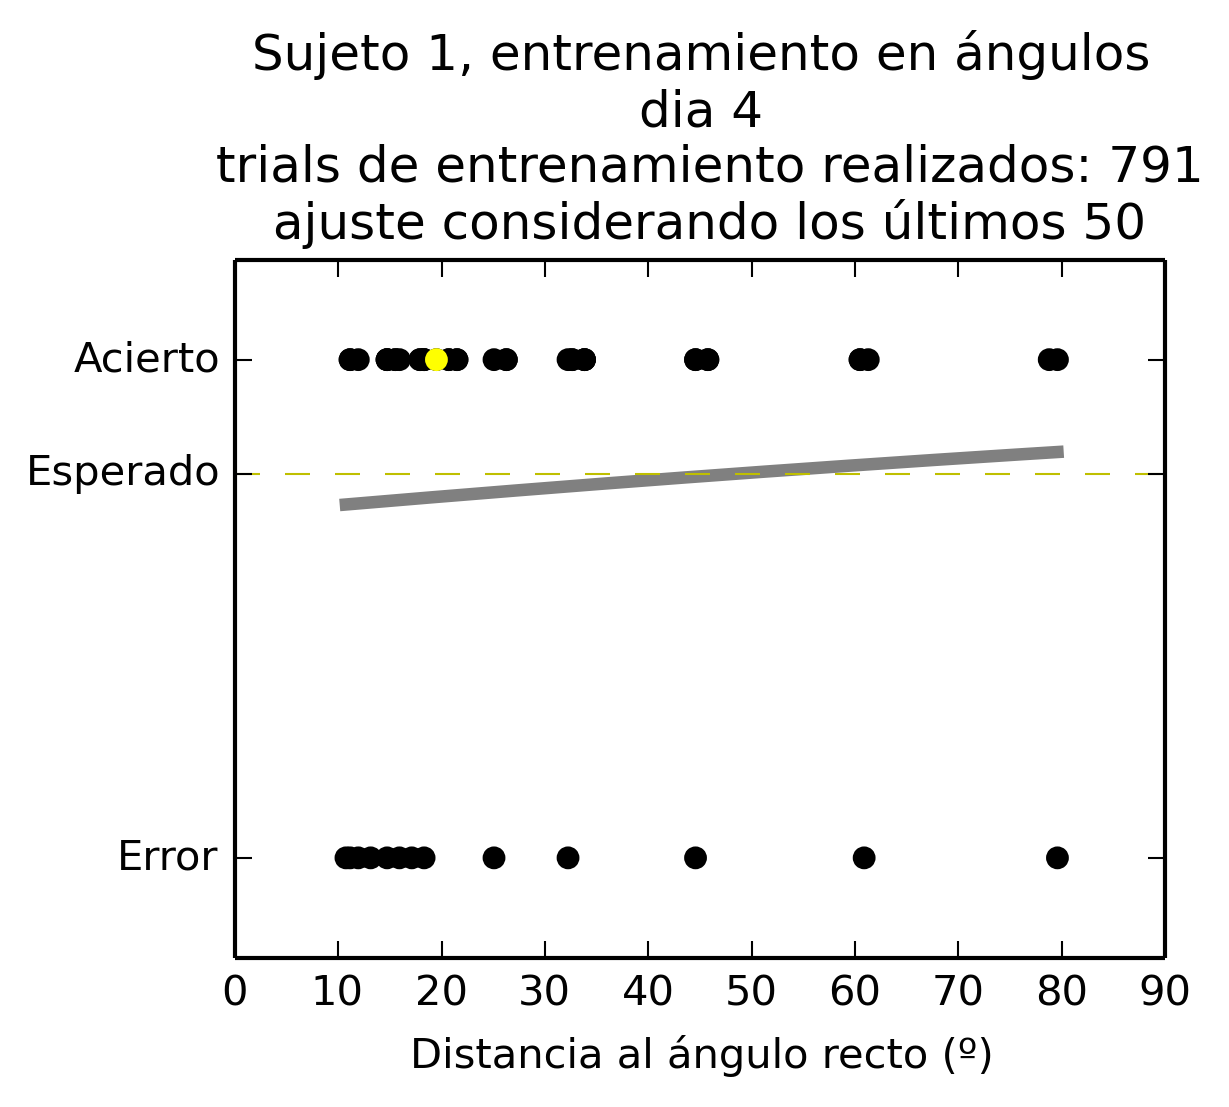 Sujeto 1, entrenamiento en ángulos
dia 4
trials de entrenamiento realizados: 791
ajuste considerando los últimos 50
Acierto
Esperado
Error
0 10 20 30 40 50 60 70 80 90
Distancia al ángulo recto (º)